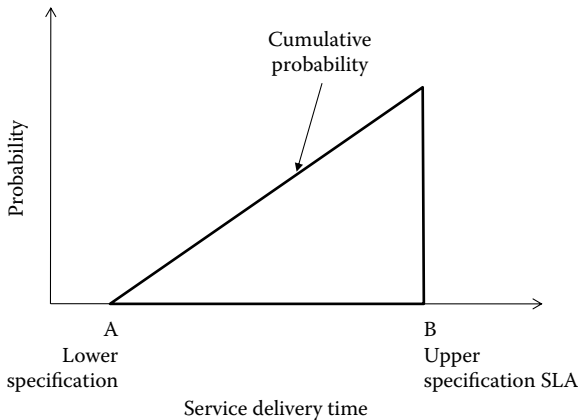 Cumulative
probability
Probability
A
Lower
specification
B
Upper
specification SLA
Service delivery time